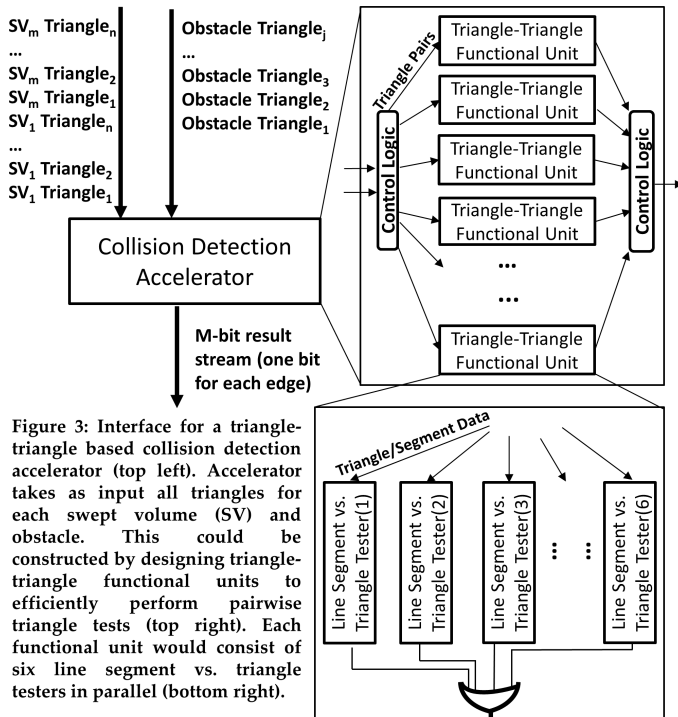 SVm Trianglen
...
SVm Triangle2
SVm Triangle1
SV1 Trianglen
...
SV1 Triangle2
SV1 Triangle1
Obstacle Trianglej
...
Obstacle Triangle3
Obstacle Triangle2
Obstacle Triangle1
Collision Detection
Accelerator
M-bit result
stream (one bit
for each edge)
Triangle Pairs
Control Logic
Triangle-Triangle
Functional Unit
Triangle-Triangle
Functional Unit
Triangle-Triangle
Functional Unit
Triangle-Triangle
Functional Unit
...
...
Triangle-Triangle
Functional Unit
Control Logic
Figure 3: Interface for a triangle-
triangle based collision detection
accelerator (top left). Accelerator
takes as input all triangles for
each swept volume (SV) and
obstacle. This could be
constructed by designing triangle-
triangle functional units to
efficiently perform pairwise
triangle tests (top right). Each
functional unit would consist of
six line segment vs. triangle
testers in parallel (bottom right).
Triangle/Segment Data
Line Segment vs.
Triangle Tester(1)
Line Segment vs.
Triangle Tester(2)
Line Segment vs.
Triangle Tester(3)
...
...
Line Segment vs.
Triangle Tester(6)